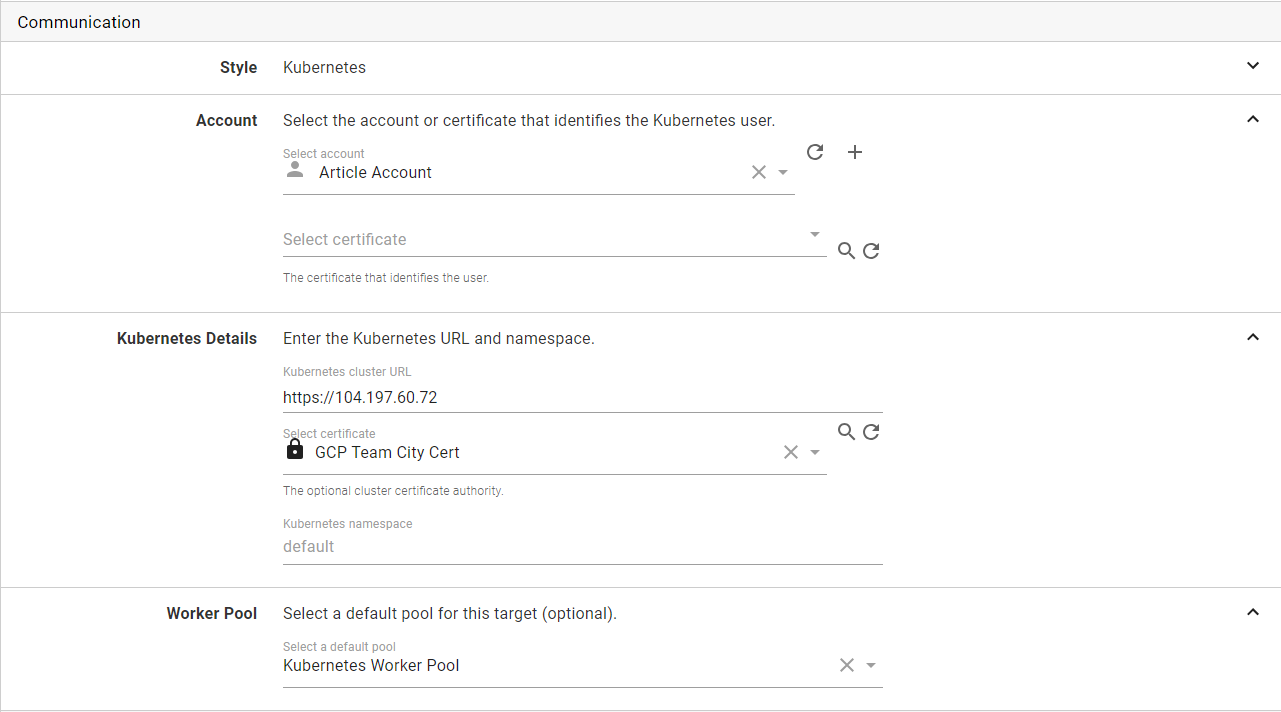 Communication
Style Kubernetes
Account Select the account or certificate that identifies the Kubernetes user.
Select account
Article Account
Select certificate
The certificate that identifies the user.
Kubernetes Details Enter the Kubernetes URL and namespace.
Kubernetes cluster URL
https://104.197.60.72
Select certificate
GCP Team City Cert
The optional cluster certificate authority.
Kubernetes namespace
default
Worker Pool Select a default pool for this target (optional).
Select a default pool
Kubernetes Worker Pool